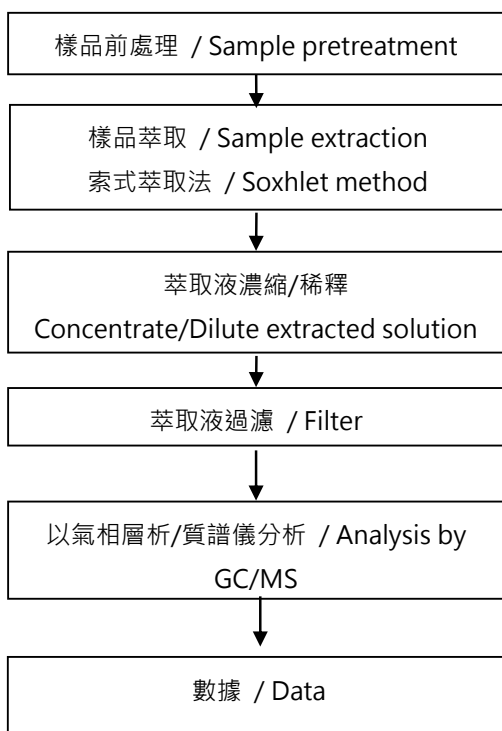 樣品前處理 / Sample pretreatment
樣品萃取 / Sample extraction
索式萃取法 / Soxhlet method
萃取液濃縮/稀釋
Concentrate/Dilute extracted solution
萃取液過濾 / Filter
以氣相層析/質譜儀分析 / Analysis by
GC/MS
數據 / Data